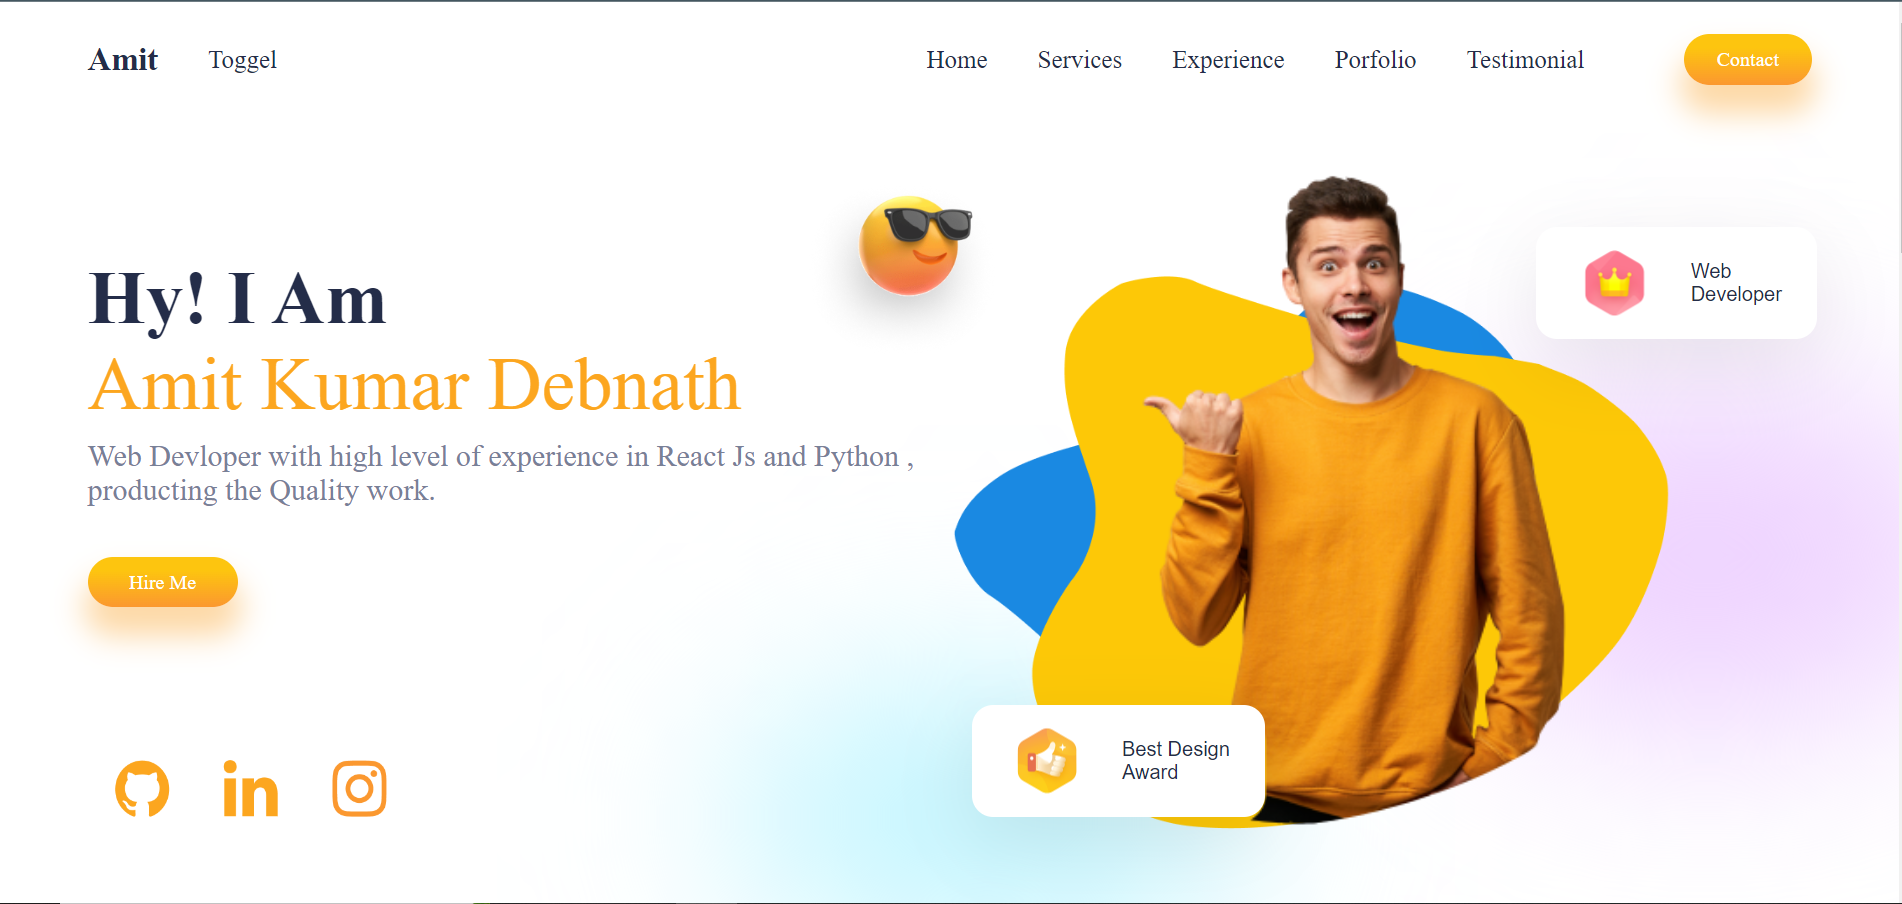 Amit
Toggel
Home
Services
Experience
Porfolio
Testimonial
Contact
Hy! I Am
Amit Kumar Debnath
Web Devloper with high level of experience in React Js and Python ,
producting the Quality work.
Hire Me
Web
Developer
Best Design
Award